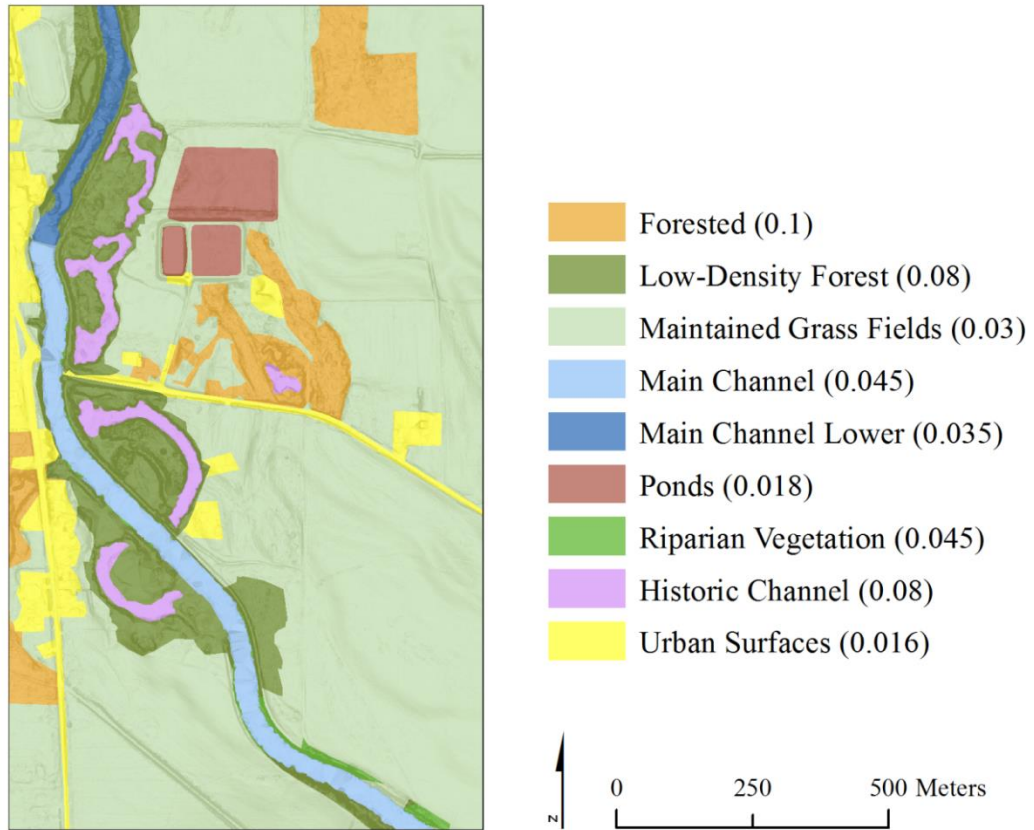 Forested (0.1)
Low-Density Forest (0.08)
Maintained Grass Fields (0.03)
Main Channel (0.045)
Main Channel Lower (0.035)
Ponds (0.018)
Riparian Vegetation (0.045)
Historic Channel (0.08)
Urban Surfaces (0.016)
N
0 250 500 Meters